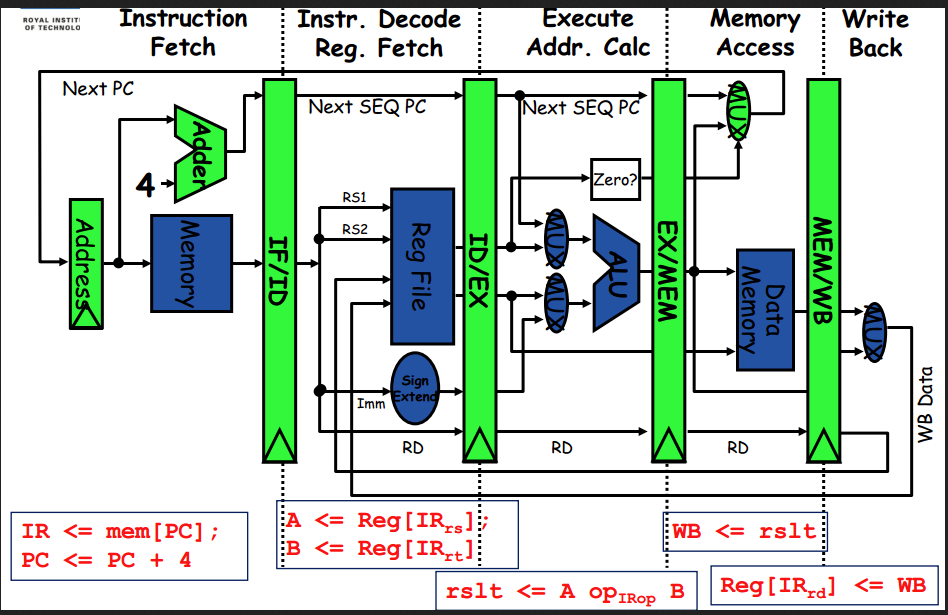 ROYAL INSTIT
OF TECHNOLO
Instruction
Fetch
Instr. Decode
Reg. Fetch
Execute
Addr. Calc
Memory
Access
Write
Back
Next PC
Adder
4
Address
Memory
IF/ID
Next SEQ PC
RS1
RS2
Reg File
Sign
Extend
Imm
RD
ID/EX
Next SEQ PC
Zero?
MUX
MUX
ALU
RD
EX/MEM
MUX
Data
Memory
RD
MEM/WB
MUX
WB Data
IR <= mem[PC];
PC <= PC + 4
A <= Reg[IRrs];
B <= Reg[IRrt]
rslt <= A opIRop B
WB <= rslt
Reg[IRrd] <= WB